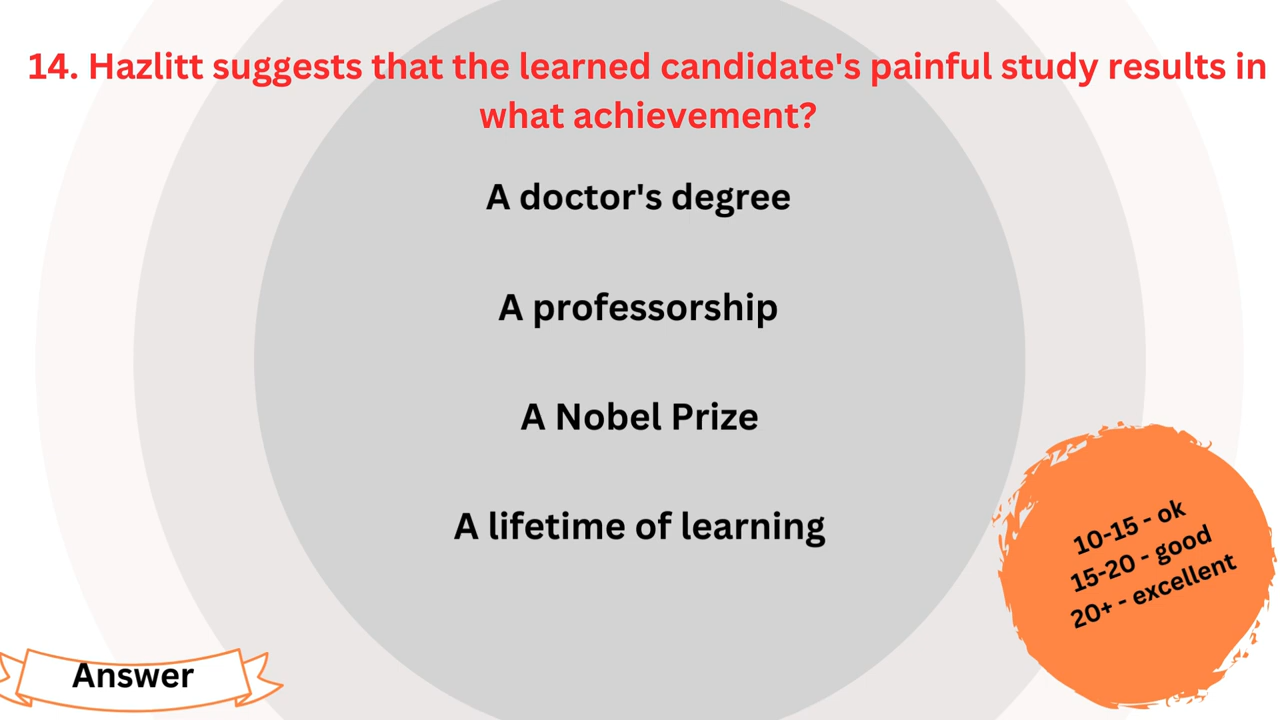 14. Hazlitt suggests that the learned candidate's painful study results in
what achievement?
A doctor's degree
A professorship
A Nobel Prize
A lifetime of learning
10-15 - ok
15-20 - good
20+ - excellent
Answer